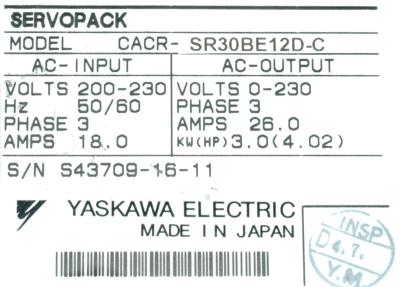 SERVOPACK
MODEL CACR- SR30BE12D-C
AC-INPUT AC-OUTPUT
VOLTS 200-230 VOLTS 0-230
Hz 50/60 PHASE 3
PHASE 3 AMPS 26.0
AMPS 18.0 KW(HP) 3.0(4.02)
S/N S43709-16-11
YASKAWA ELECTRIC
MADE IN JAPAN
INSP
D 4.7.
Y.M